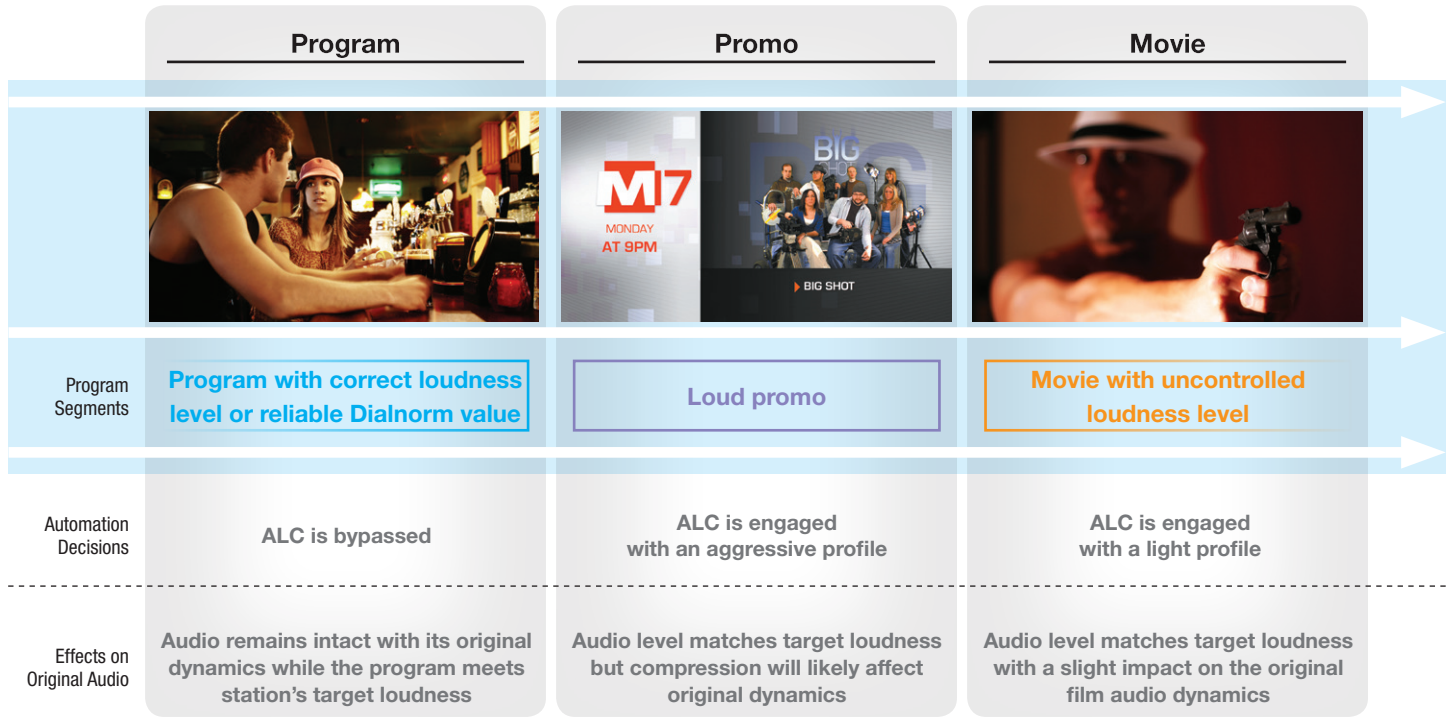 Program
Promo
Movie
BIG
SHOT
M17
MONDAY
AT 9PM
BIG SHOT
Program
Segments
Program with correct loudness
level or reliable Dialnorm value
Loud promo
Movie with uncontrolled
loudness level
Automation
Decisions
ALC is bypassed
ALC is engaged
with an aggressive profile
ALC is engaged
with a light profile
Effects on
Original Audio
Audio remains intact with its original
dynamics while the program meets
station’s target loudness
Audio level matches target loudness
but compression will likely affect
original dynamics
Audio level matches target loudness
with a slight impact on the original
film audio dynamics